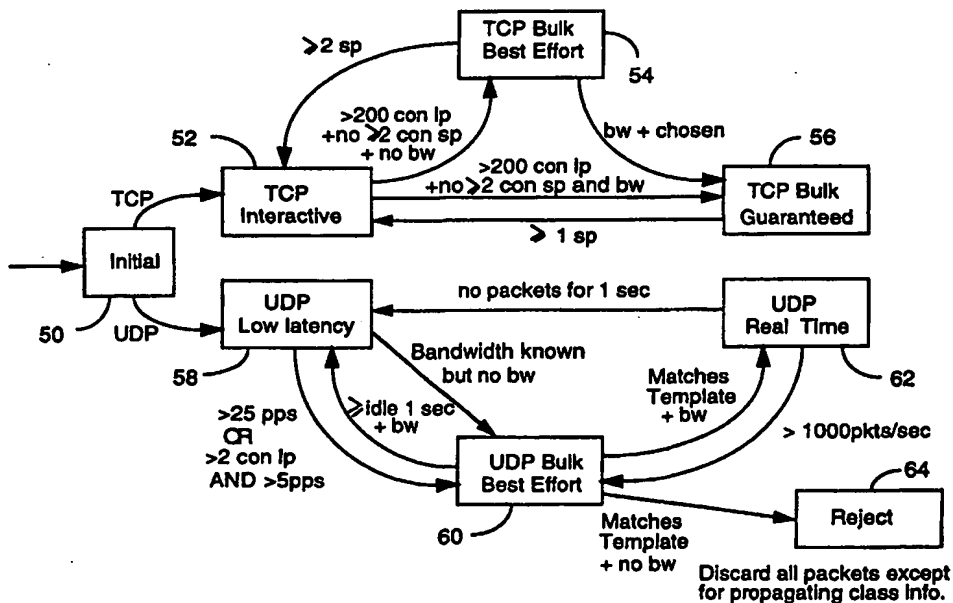 TCP Bulk
Best Effort
54
⩾2 sp
>200 con lp
+no ⩾2 con sp
+ no bw
bw + chosen
52
56
>200 con lp
+no⩾2 con sp and bw
TCP
TCP
Interactive
TCP Bulk
Guaranteed
⩾ 1 sp
Initial
50
UDP
UDP
Low latency
58
no packets for 1 sec
UDP
Real Time
62
Bandwidth known
but no bw
Matches
Template
+ bw
⩾idle 1 sec
+ bw
>25 pps
OR
>2 con lp
AND >5pps
> 1000pkts/sec
UDP Bulk
Best Effort
60
64
Reject
Matches
Template
+ no bw
Discard all packets except
for propagating class info.